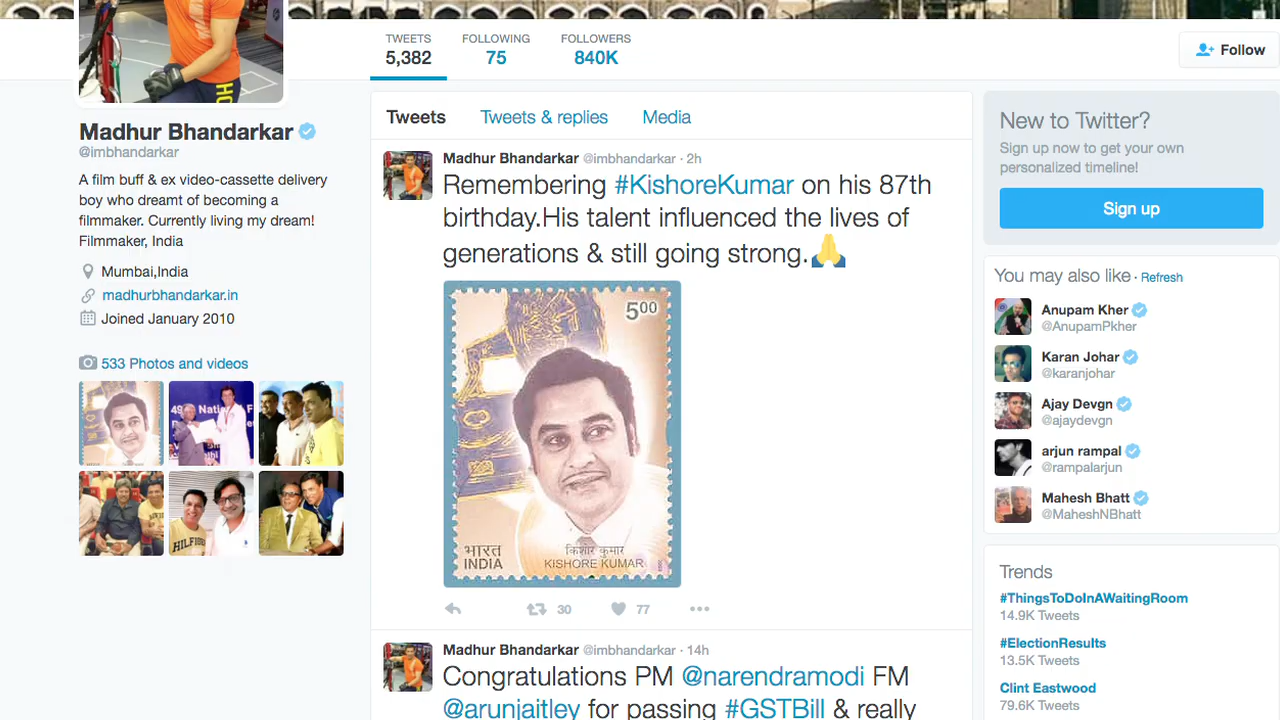 TWEETS
5,382
FOLLOWING
75
FOLLOWERS
840K
Follow
Madhur Bhandarkar
@imbhandarkar
A film buff & ex video-cassette delivery
boy who dreamt of becoming a
filmmaker. Currently living my dream!
Filmmaker, India
Mumbai,India
madhurbhandarkar.in
Joined January 2010
533 Photos and videos
Tweets
Tweets & replies
Media
Madhur Bhandarkar @imbhandarkar · 2h
Remembering #KishoreKumar on his 87th
birthday.His talent influenced the lives of
generations & still going strong.🙏
500
भारत
INDIA
किशोर कुमार
KISHORE KUMAR
30
77
Madhur Bhandarkar @imbhandarkar · 14h
Congratulations PM @narendramodi FM
@arunjaitley for passing #GSTBill & really
New to Twitter?
Sign up now to get your own
personalized timeline!
Sign up
You may also like · Refresh
Anupam Kher
@AnupamPkher
Karan Johar
@karanjohar
Ajay Devgn
@ajaydevgn
arjun rampal
@rampalarjun
Mahesh Bhatt
@MaheshNBhatt
Trends
#ThingsToDoInAWaitingRoom
14.9K Tweets
#ElectionResults
13.5K Tweets
Clint Eastwood
79.6K Tweets